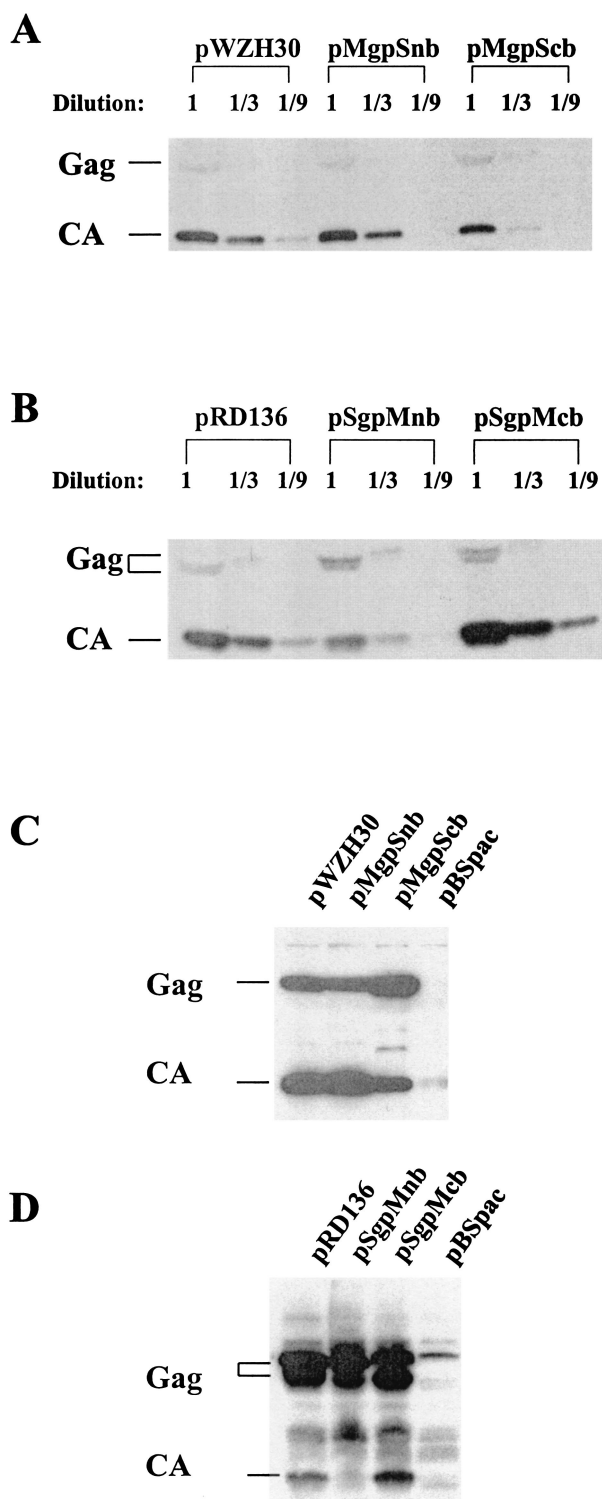 A
pWZH30 pMgpSnb pMgpScb
Dilution: 1 1/3 1/9 1 1/3 1/9 1 1/3 1/9
Gag
CA
B
pRD136 pSgpMnb pSgpMcb
Dilution: 1 1/3 1/9 1 1/3 1/9 1 1/3 1/9
Gag
CA
C
pWZH30 pMgpSnb pMgpScb pBSpac
Gag
CA
D
pRD136 pSgpMnb pSgpMcb pBSpac
Gag
CA